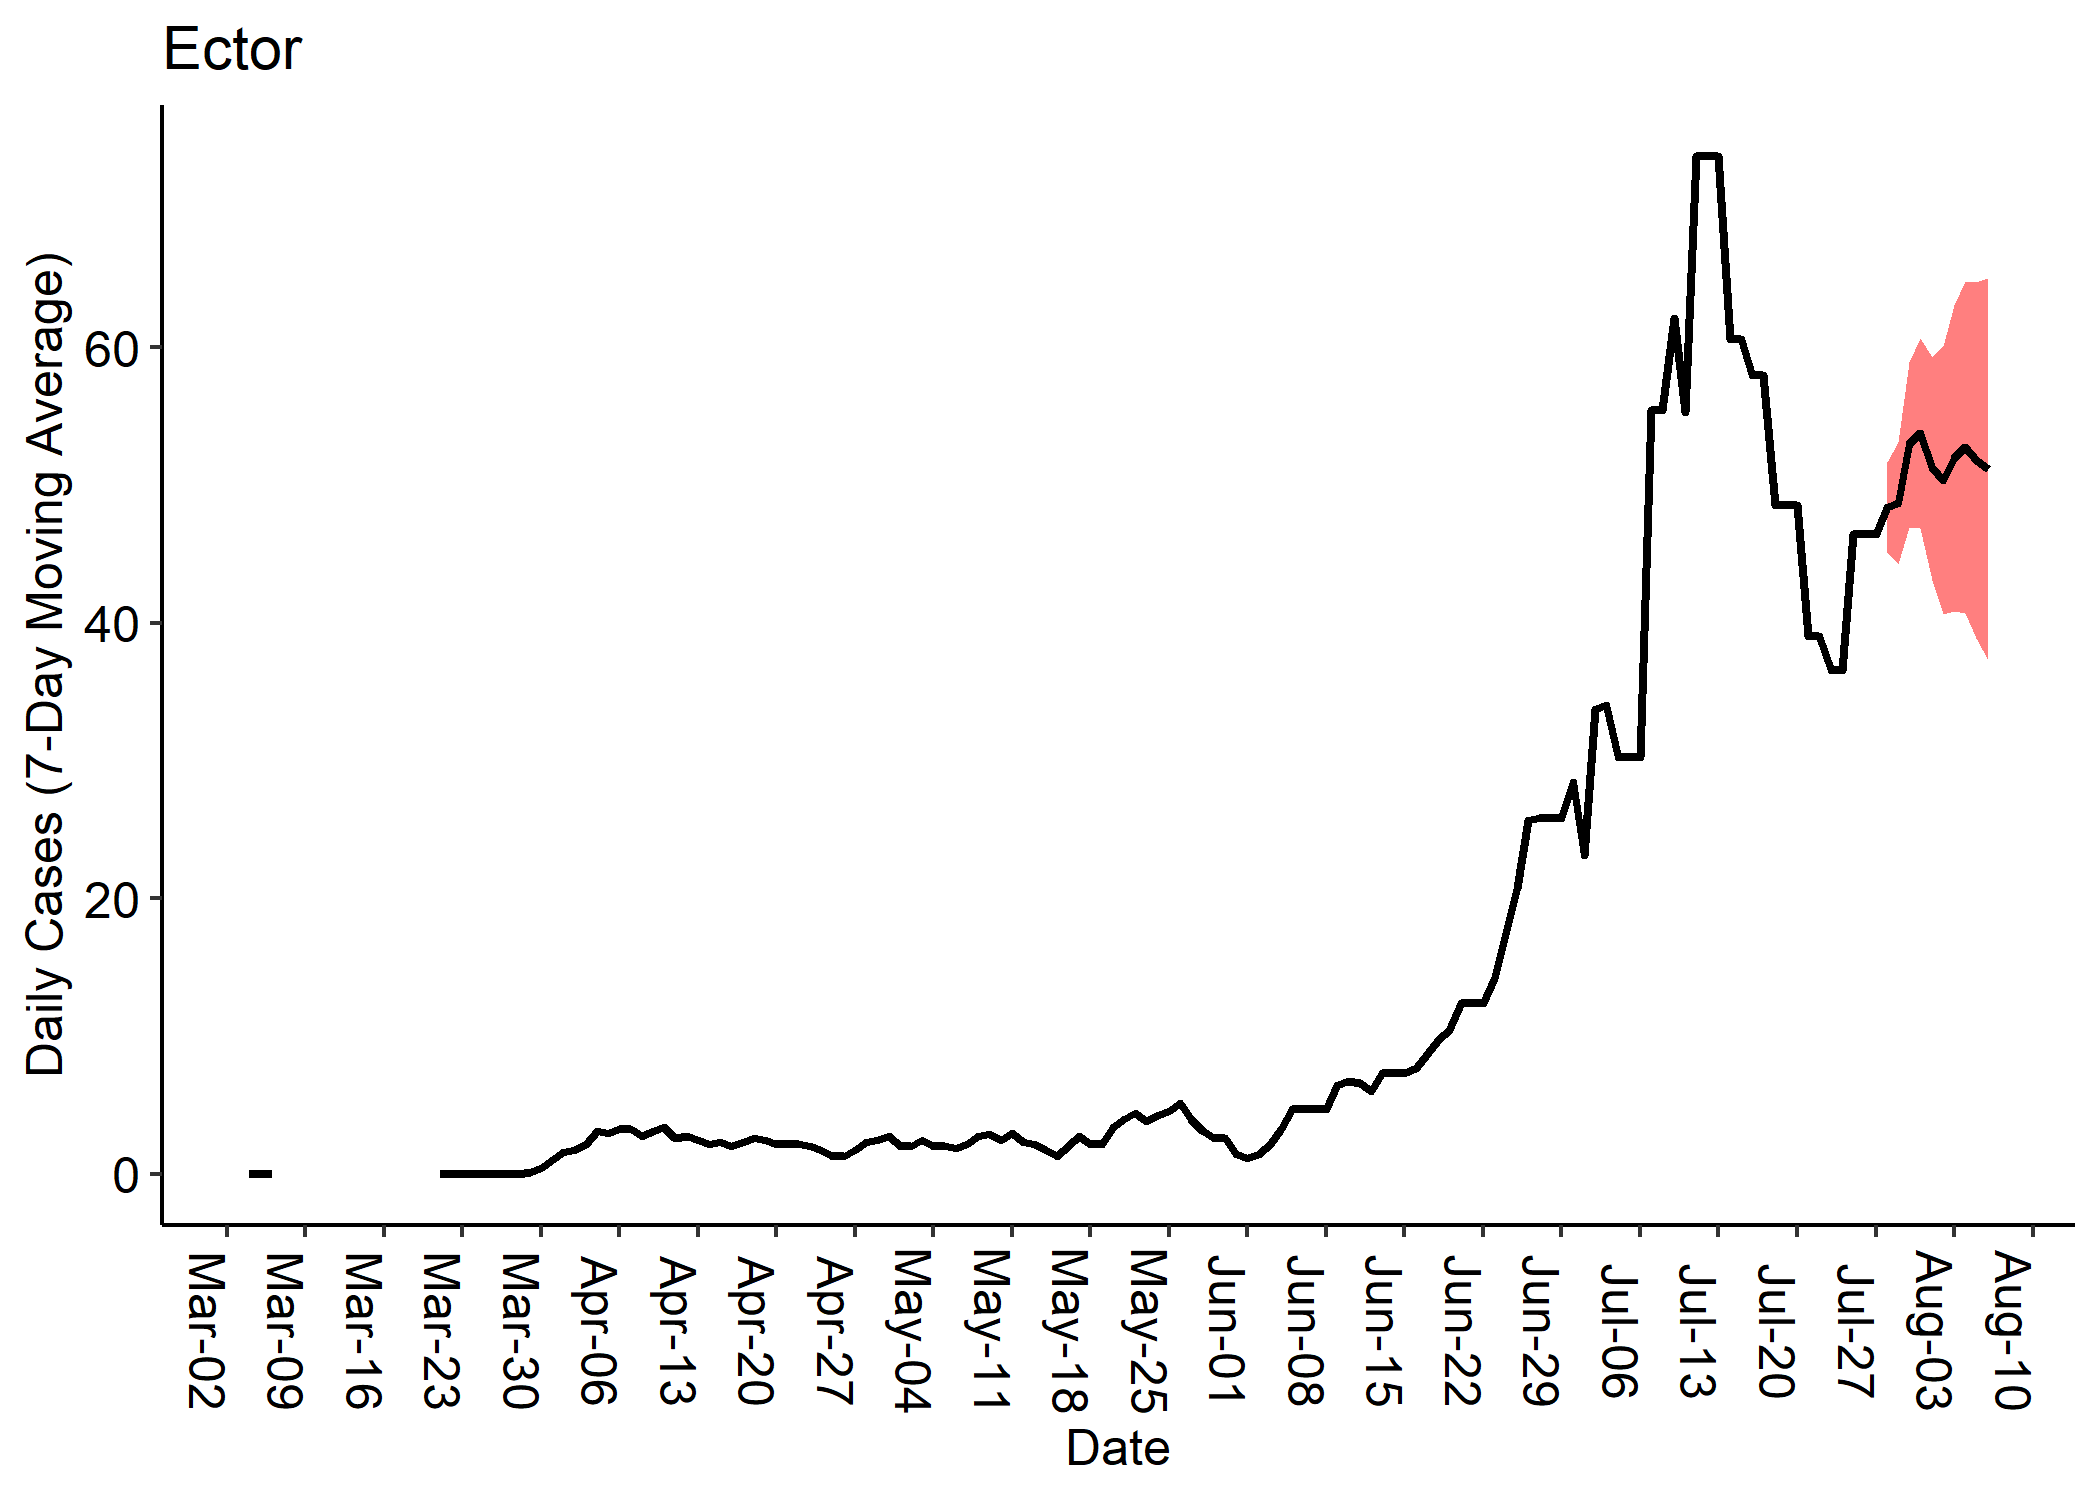 Ector
Daily Cases (7-Day Moving Average)
60
40
20
0
Mar-02
Mar-09
Mar-16
Mar-23
Mar-30
Apr-06
Apr-13
Apr-20
Apr-27
May-04
May-11
May-18
May-25
Jun-01
Jun-08
Jun-15
Jun-22
Jun-29
Jul-06
Jul-13
Jul-20
Jul-27
Aug-03
Aug-10
Date